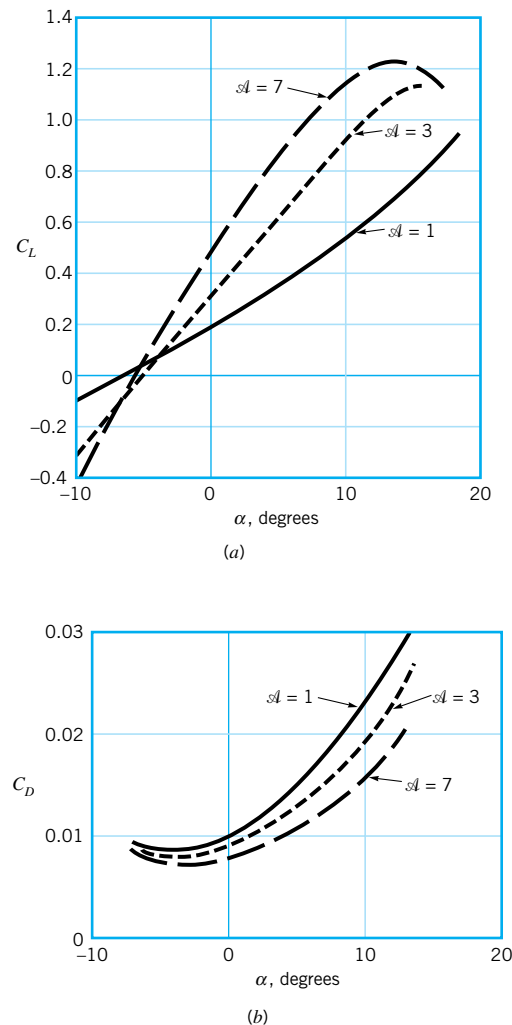 1.4
1.2
𝒜 = 7
1.0
𝒜 = 3
0.8
0.6
𝒜 = 1
C_L
0.4
0.2
0
–0.2
–0.4
–10 0 10 20
α, degrees
(a)
0.03
𝒜 = 1 𝒜 = 3
0.02
C_D
𝒜 = 7
0.01
0
–10 0 10 20
α, degrees
(b)